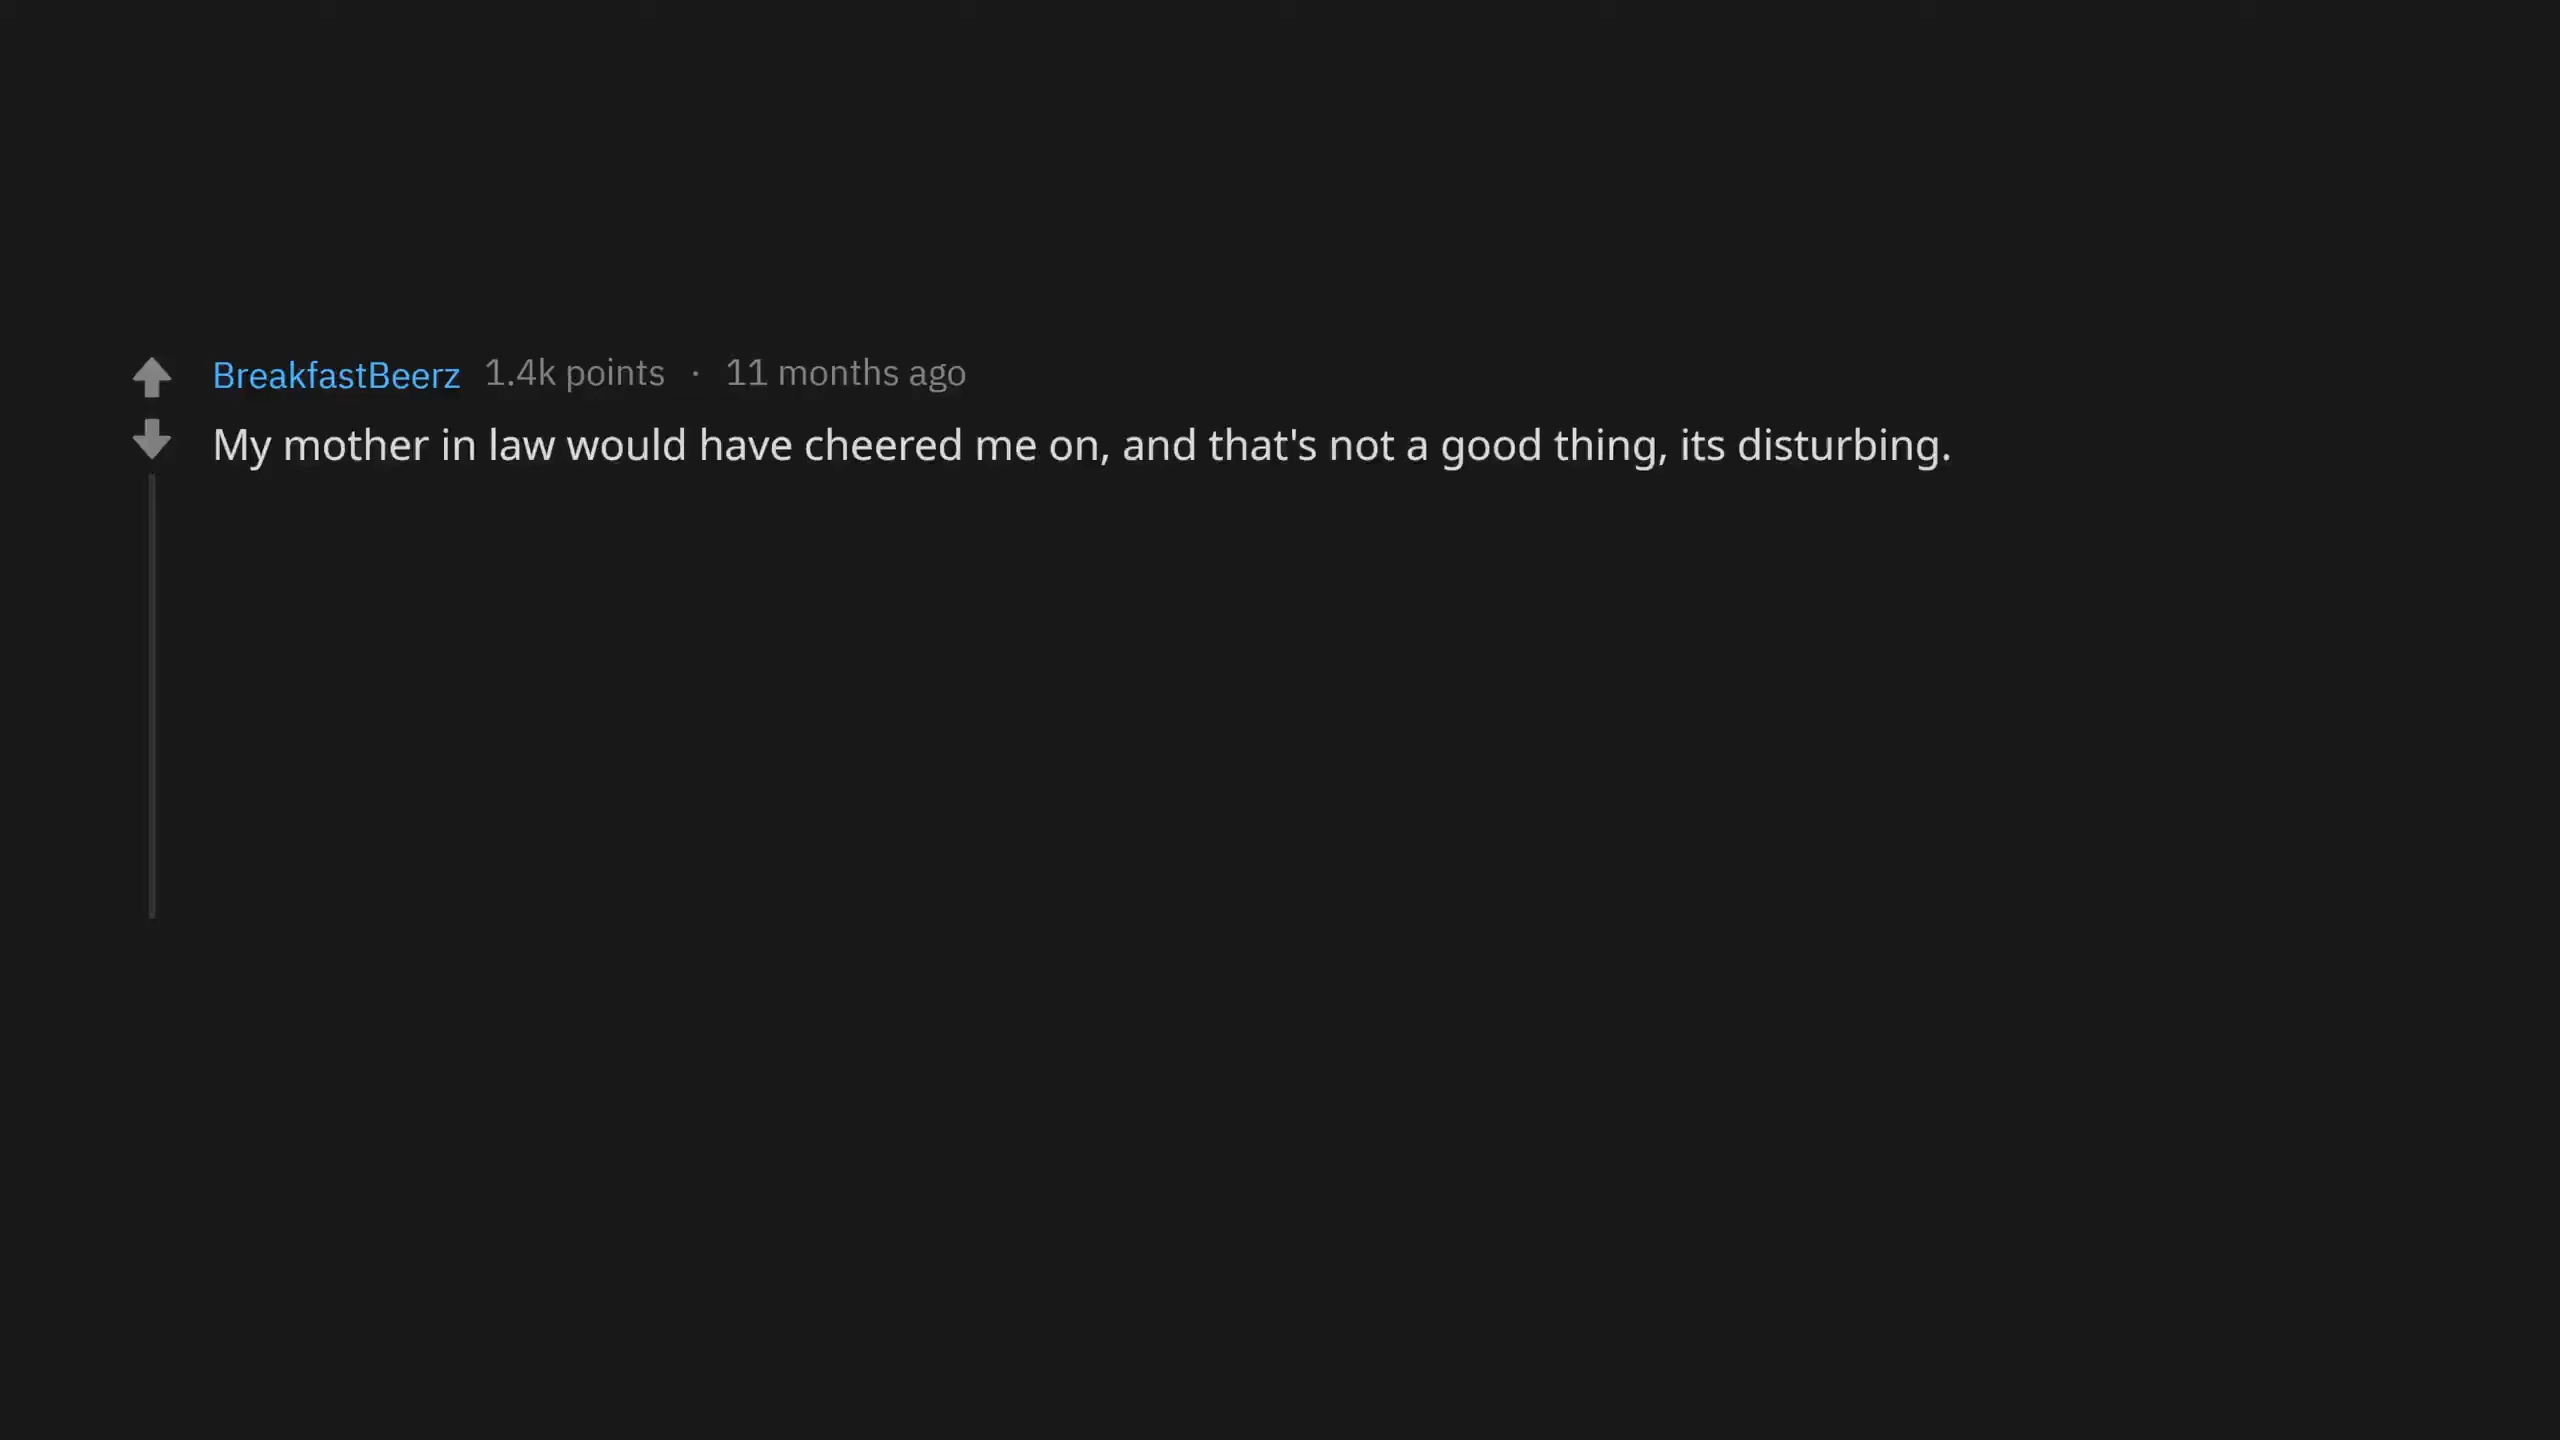 BreakfastBeerz 1.4k points · 11 months ago
My mother in law would have cheered me on, and that's not a good thing, its disturbing.